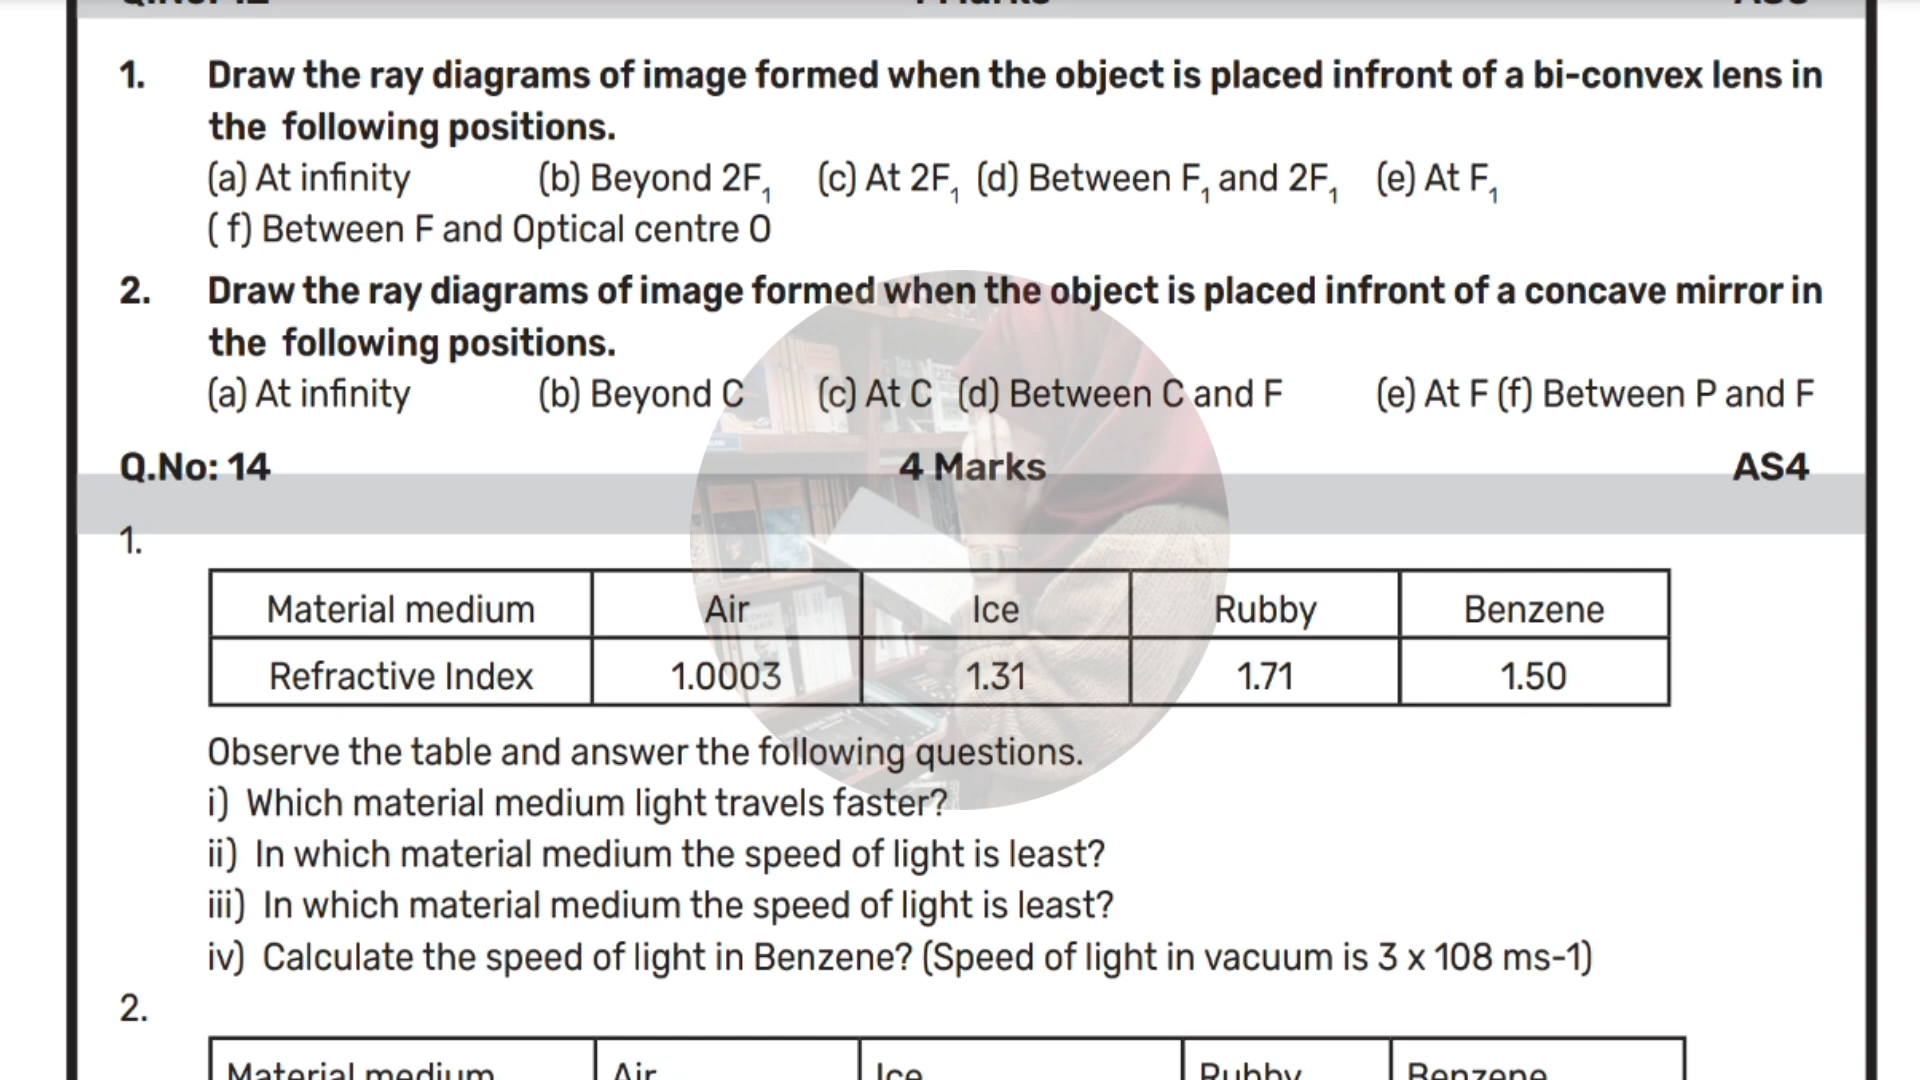 1. Draw the ray diagrams of image formed when the object is placed infront of a bi-convex lens in
the following positions.
(a) At infinity (b) Beyond 2F₁ (c) At 2F₁ (d) Between F₁ and 2F₁ (e) At F₁
( f) Between F and Optical centre O
2. Draw the ray diagrams of image formed when the object is placed infront of a concave mirror in
the following positions.
(a) At infinity (b) Beyond C (c) At C (d) Between C and F (e) At F (f) Between P and F
Q.No: 14 4 Marks AS4
1.
Material medium Air Ice Rubby Benzene
Refractive Index 1.0003 1.31 1.71 1.50
Observe the table and answer the following questions.
i) Which material medium light travels faster?
ii) In which material medium the speed of light is least?
iii) In which material medium the speed of light is least?
iv) Calculate the speed of light in Benzene? (Speed of light in vacuum is 3 x 108 ms-1)
2.
Material medium Air Ice Rubby Benzene